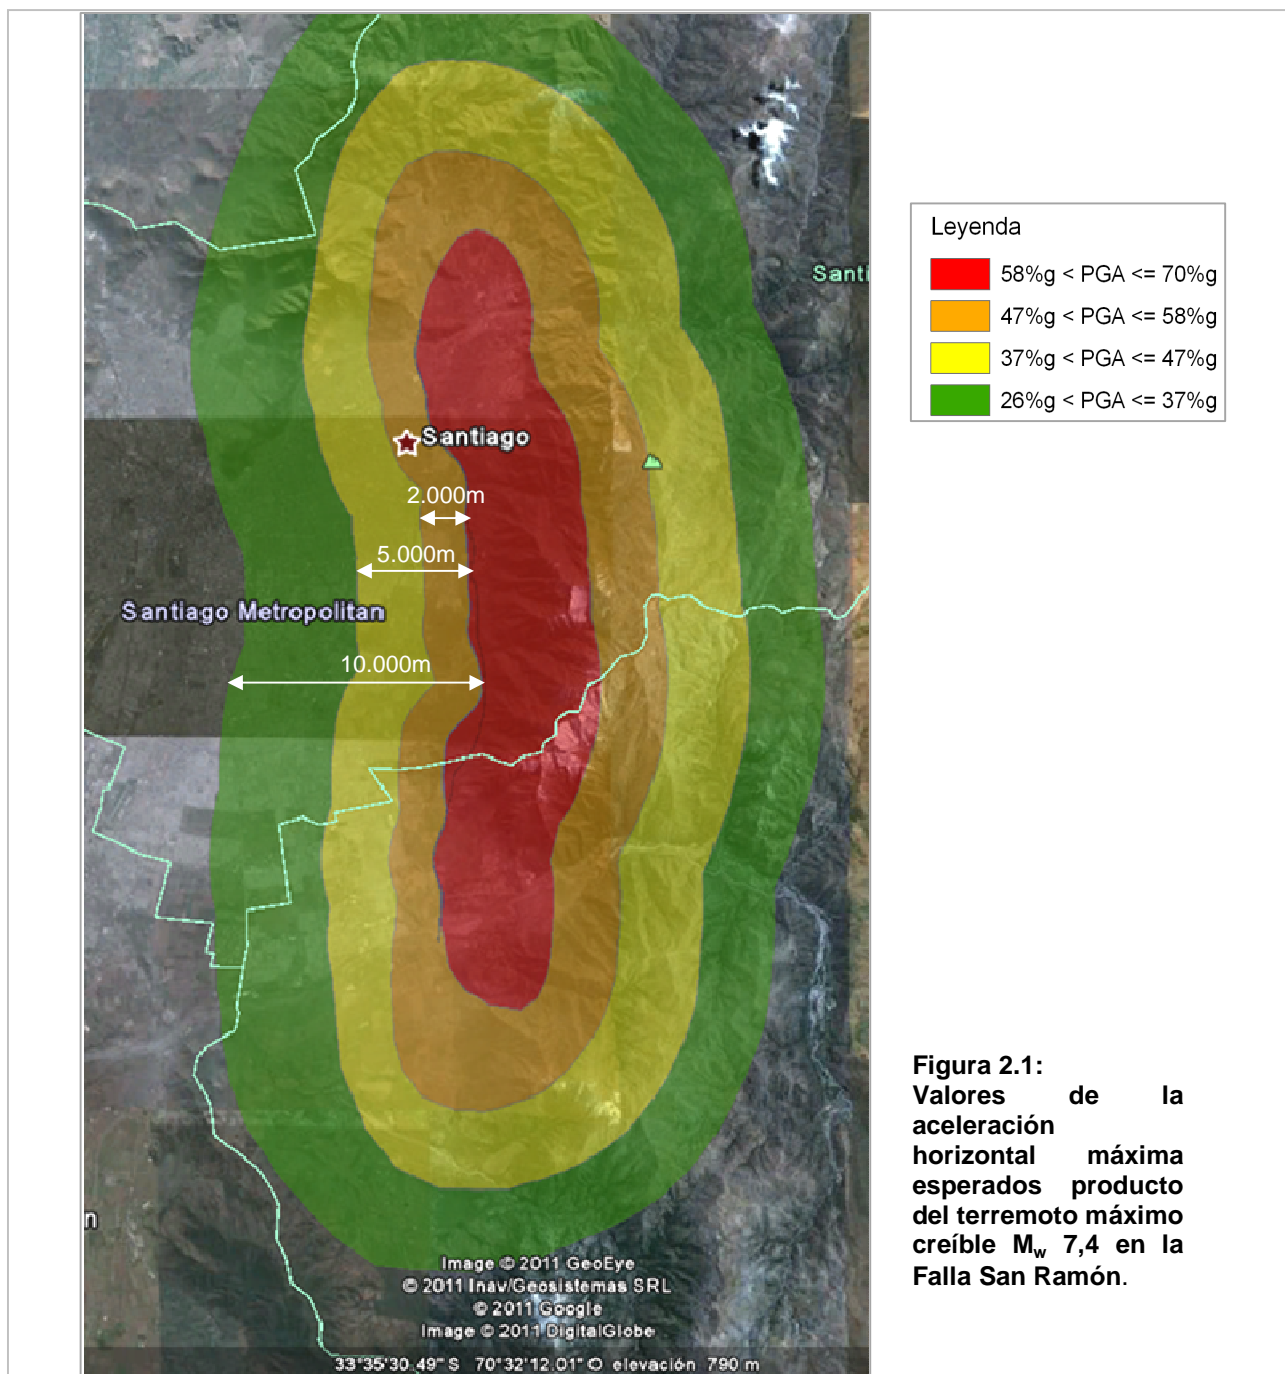 Leyenda
58%g < PGA <= 70%g
47%g < PGA <= 58%g
37%g < PGA <= 47%g
26%g < PGA <= 37%g
Santi
Santiago
2.000m
5.000m
Santiago Metropolitan
10.000m
n
Image © 2011 GeoEye
© 2011 Inav/Geosistemas SRL
© 2011 Google
Image © 2011 DigitalGlobe
33°35'30.49" S 70°32'12.01" O elevación 790 m
Figura 2.1:
Valores de la
aceleración
horizontal máxima
esperados producto
del terremoto máximo
creíble Mw 7,4 en la
Falla San Ramón.